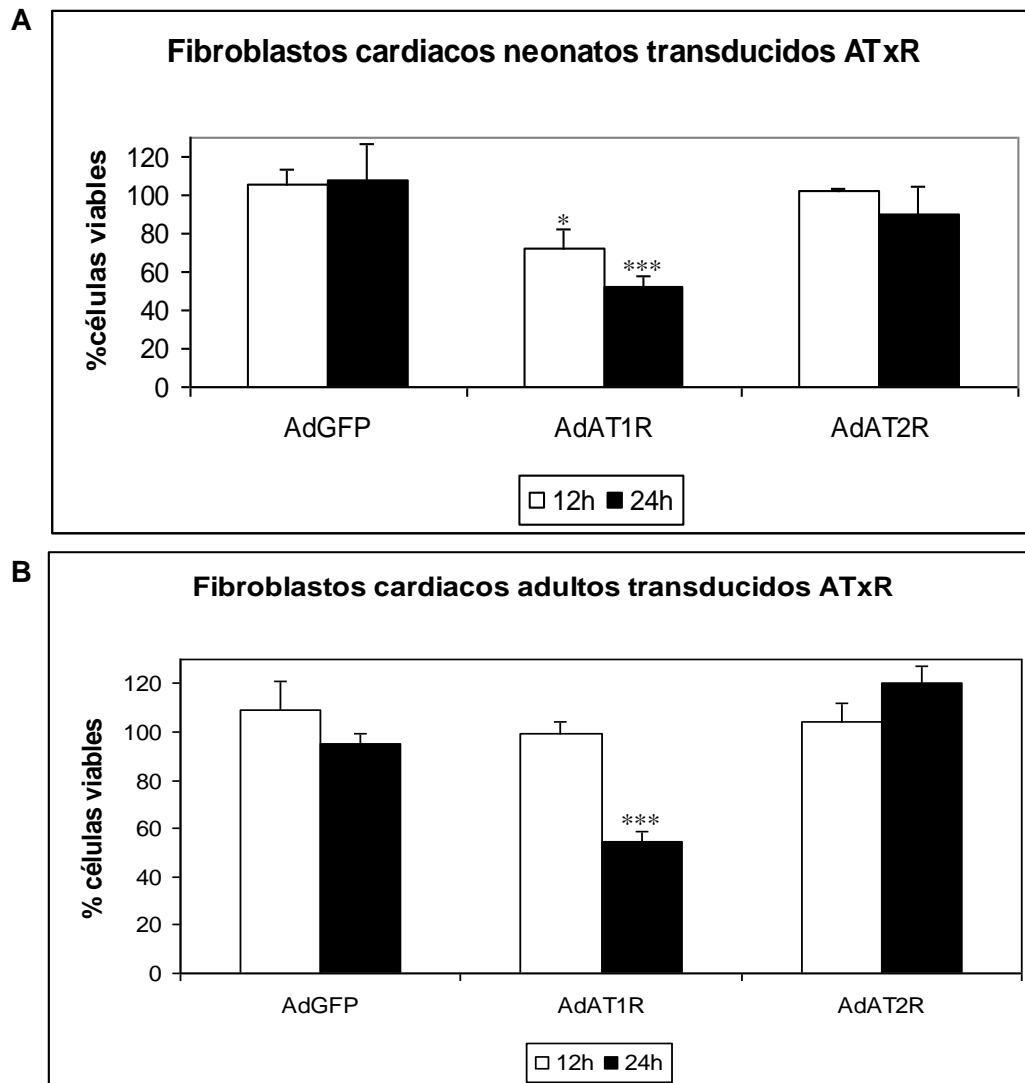 A
Fibroblastos cardiacos neonatos transducidos ATxR
%células viables
120
100
80
60
40
20
0
*
***
AdGFP AdAT1R AdAT2R
12h 24h
B
Fibroblastos cardiacos adultos transducidos ATxR
% células viables
120
100
80
60
40
20
0
***
AdGFP AdAT1R AdAT2R
12h 24h